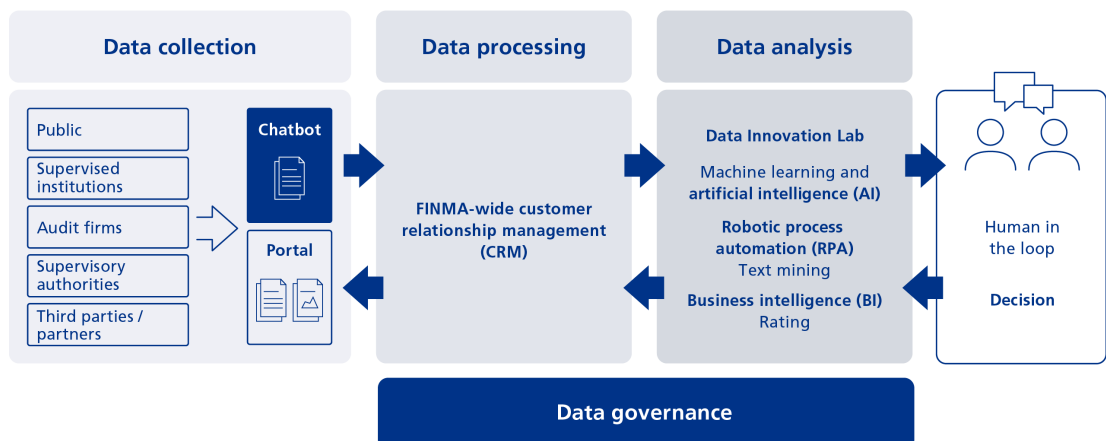 Data collection
Data processing
Data analysis
Public
Supervised
institutions
Audit firms
Supervisory
authorities
Third parties /
partners
Chatbot
Portal
FINMA-wide customer
relationship management
(CRM)
Data Innovation Lab
Machine learning and
artificial intelligence (AI)
Robotic process
automation (RPA)
Text mining
Business intelligence (BI)
Rating
Human in
the loop
Decision
Data governance